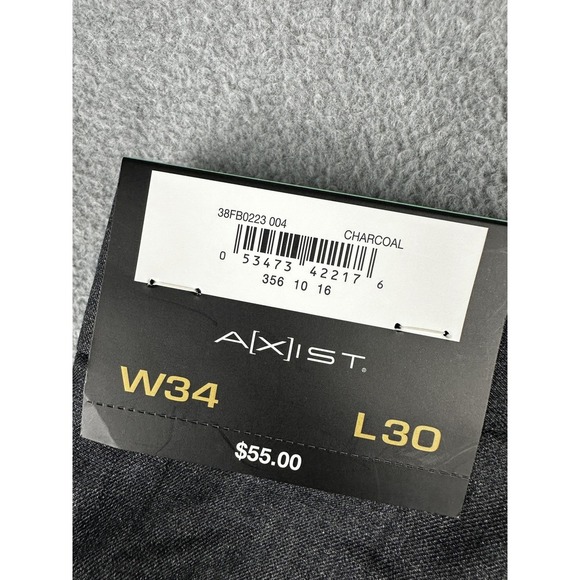 38FB0223 004 CHARCOAL
0 53473 42217 6
356 10 16
A[X]IST®
W34 L30
$55.00